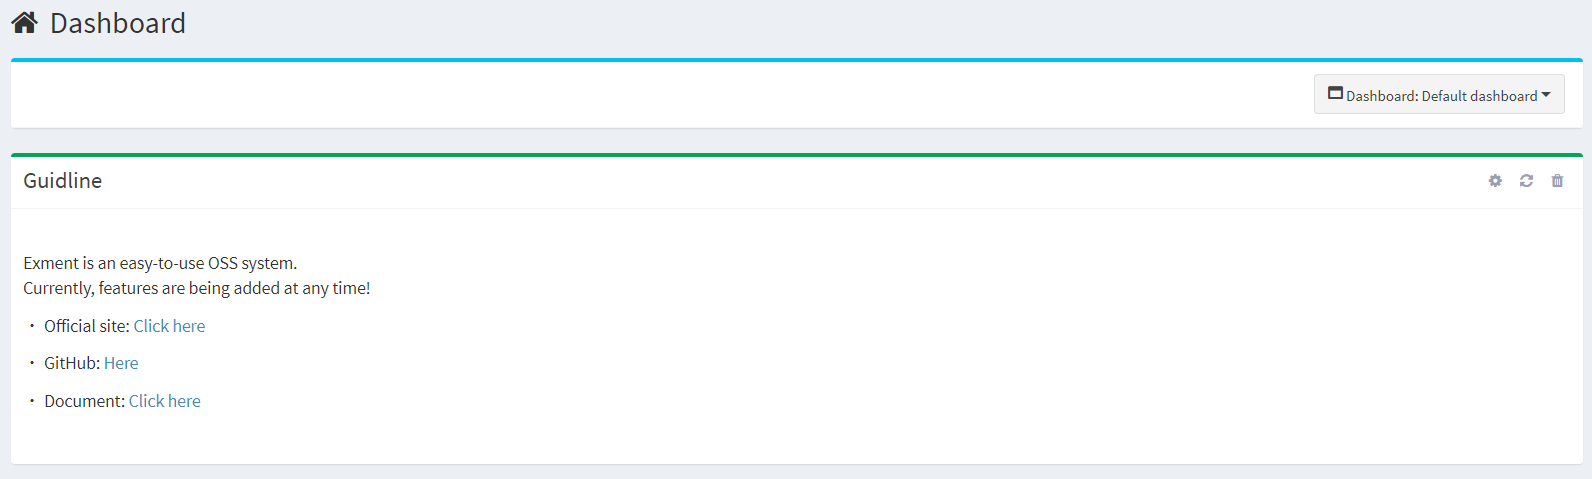 Dashboard
Dashboard: Default dashboard
Guidline
Exment is an easy-to-use OSS system.
Currently, features are being added at any time!
・ Official site: Click here
・ GitHub: Here
・ Document: Click here